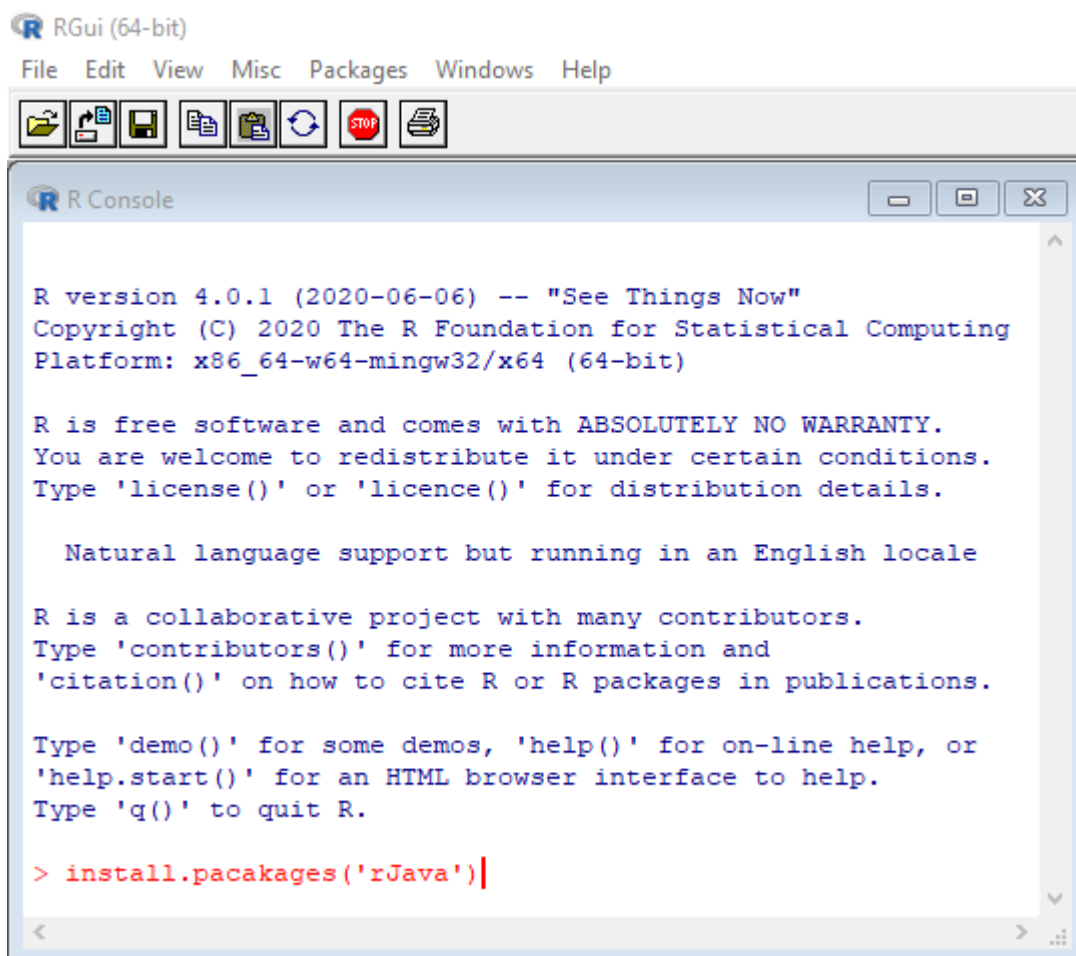 RGui (64-bit)
File Edit View Misc Packages Windows Help
STOP
R Console
R version 4.0.1 (2020-06-06) -- "See Things Now"
Copyright (C) 2020 The R Foundation for Statistical Computing
Platform: x86_64-w64-mingw32/x64 (64-bit)
R is free software and comes with ABSOLUTELY NO WARRANTY.
You are welcome to redistribute it under certain conditions.
Type 'license()' or 'licence()' for distribution details.
Natural language support but running in an English locale
R is a collaborative project with many contributors.
Type 'contributors()' for more information and
'citation()' on how to cite R or R packages in publications.
Type 'demo()' for some demos, 'help()' for on-line help, or
'help.start()' for an HTML browser interface to help.
Type 'q()' to quit R.
> install.pacakages('rJava')